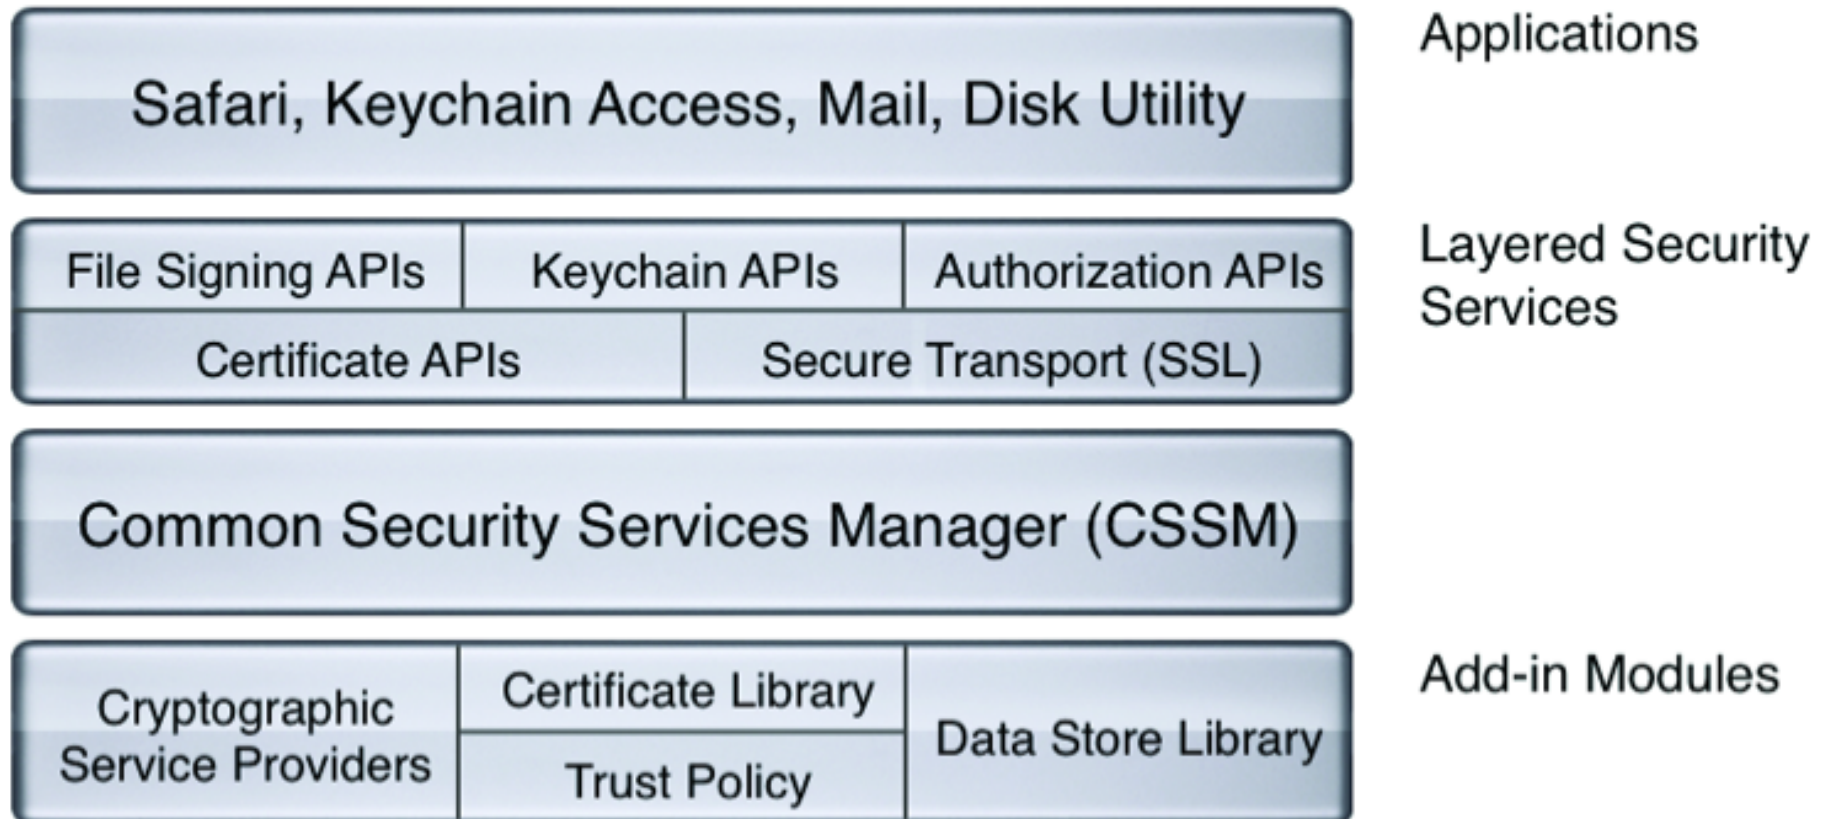 Safari, Keychain Access, Mail, Disk Utility
Applications
File Signing APIs
Keychain APIs
Authorization APIs
Certificate APIs
Secure Transport (SSL)
Layered Security
Services
Common Security Services Manager (CSSM)
Cryptographic
Service Providers
Certificate Library
Trust Policy
Data Store Library
Add-in Modules